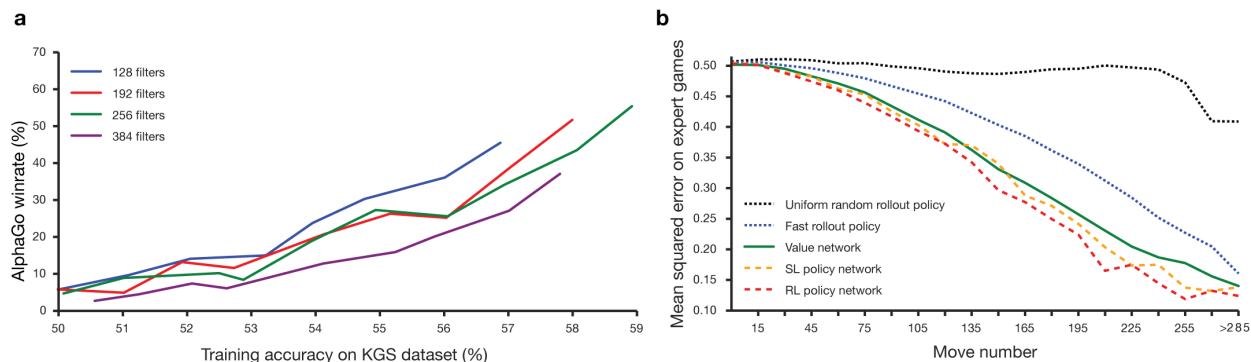 a
70
60
50
40
30
20
10
0
AlphaGo winrate (%)
128 filters
192 filters
256 filters
384 filters
50 51 52 53 54 55 56 57 58 59
Training accuracy on KGS dataset (%)
b
0.50
0.45
0.40
0.35
0.30
0.25
0.20
0.15
0.10
Mean squared error on expert games
Uniform random rollout policy
Fast rollout policy
Value network
SL policy network
RL policy network
15 45 75 105 135 165 195 225 255 >285
Move number